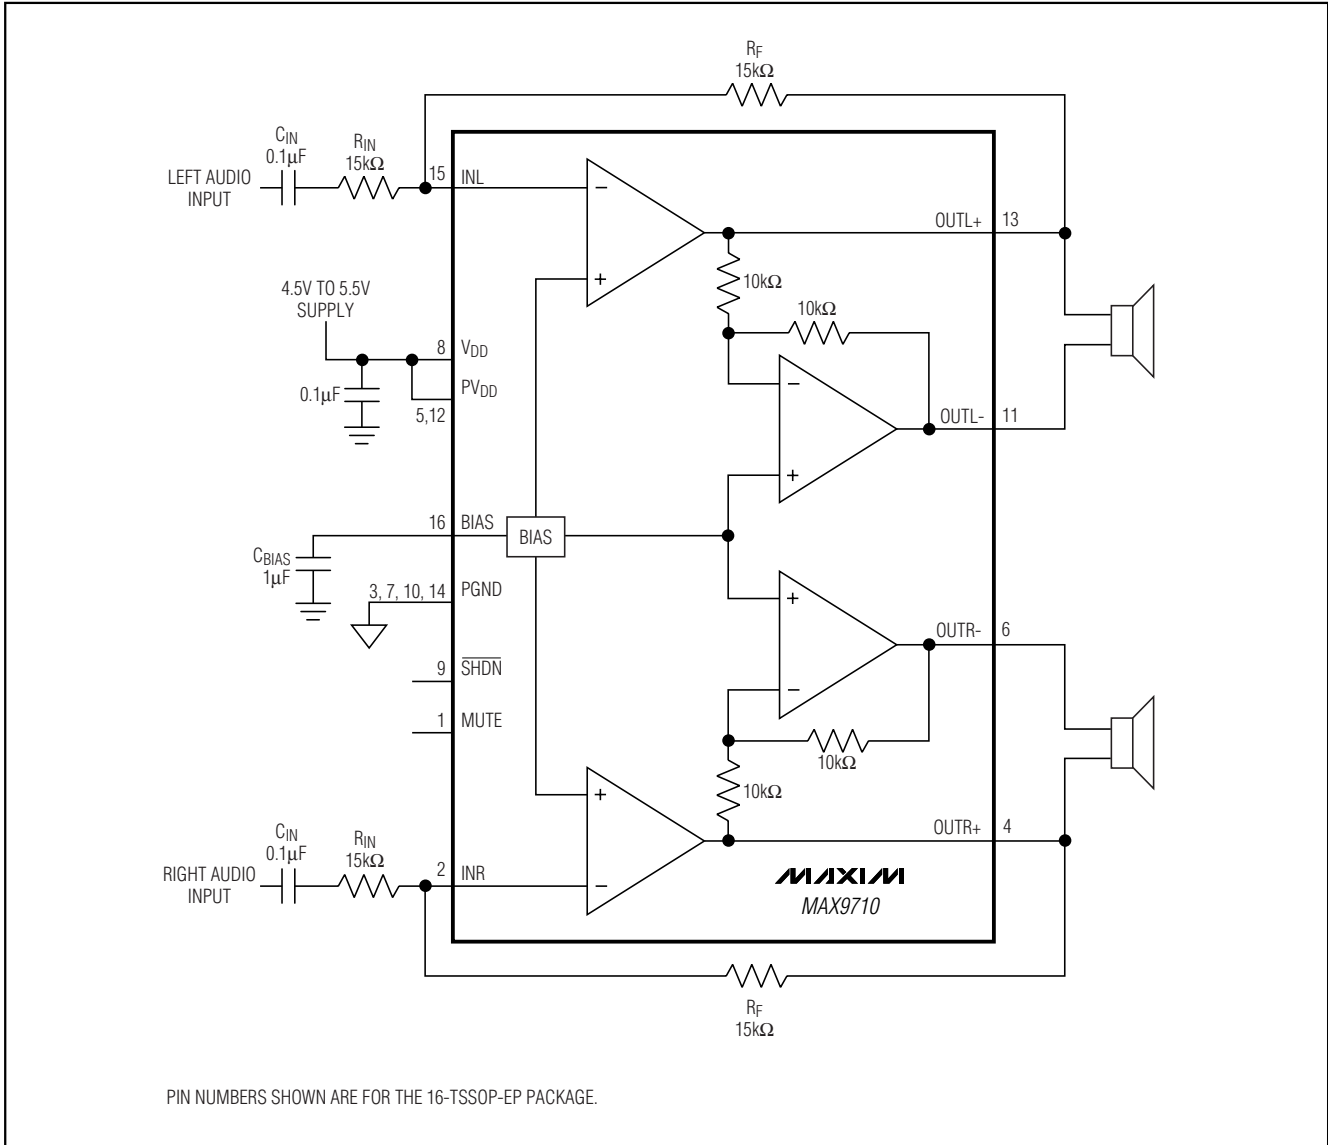 RF
15kΩ
CIN
0.1µF
RIN
15kΩ
LEFT AUDIO
INPUT
15
INL
−
+
OUTL+
13
10kΩ
10kΩ
4.5V TO 5.5V
SUPPLY
8
VDD
0.1µF
PVDD
5,12
−
+
OUTL-
11
16
BIAS
BIAS
CBIAS
1µF
3, 7, 10, 14
PGND
+
−
OUTR-
6
9
SHDN
1
MUTE
10kΩ
10kΩ
+
−
OUTR+
4
CIN
0.1µF
RIN
15kΩ
RIGHT AUDIO
INPUT
2
INR
MAXIM
MAX9710
RF
15kΩ
PIN NUMBERS SHOWN ARE FOR THE 16-TSSOP-EP PACKAGE.